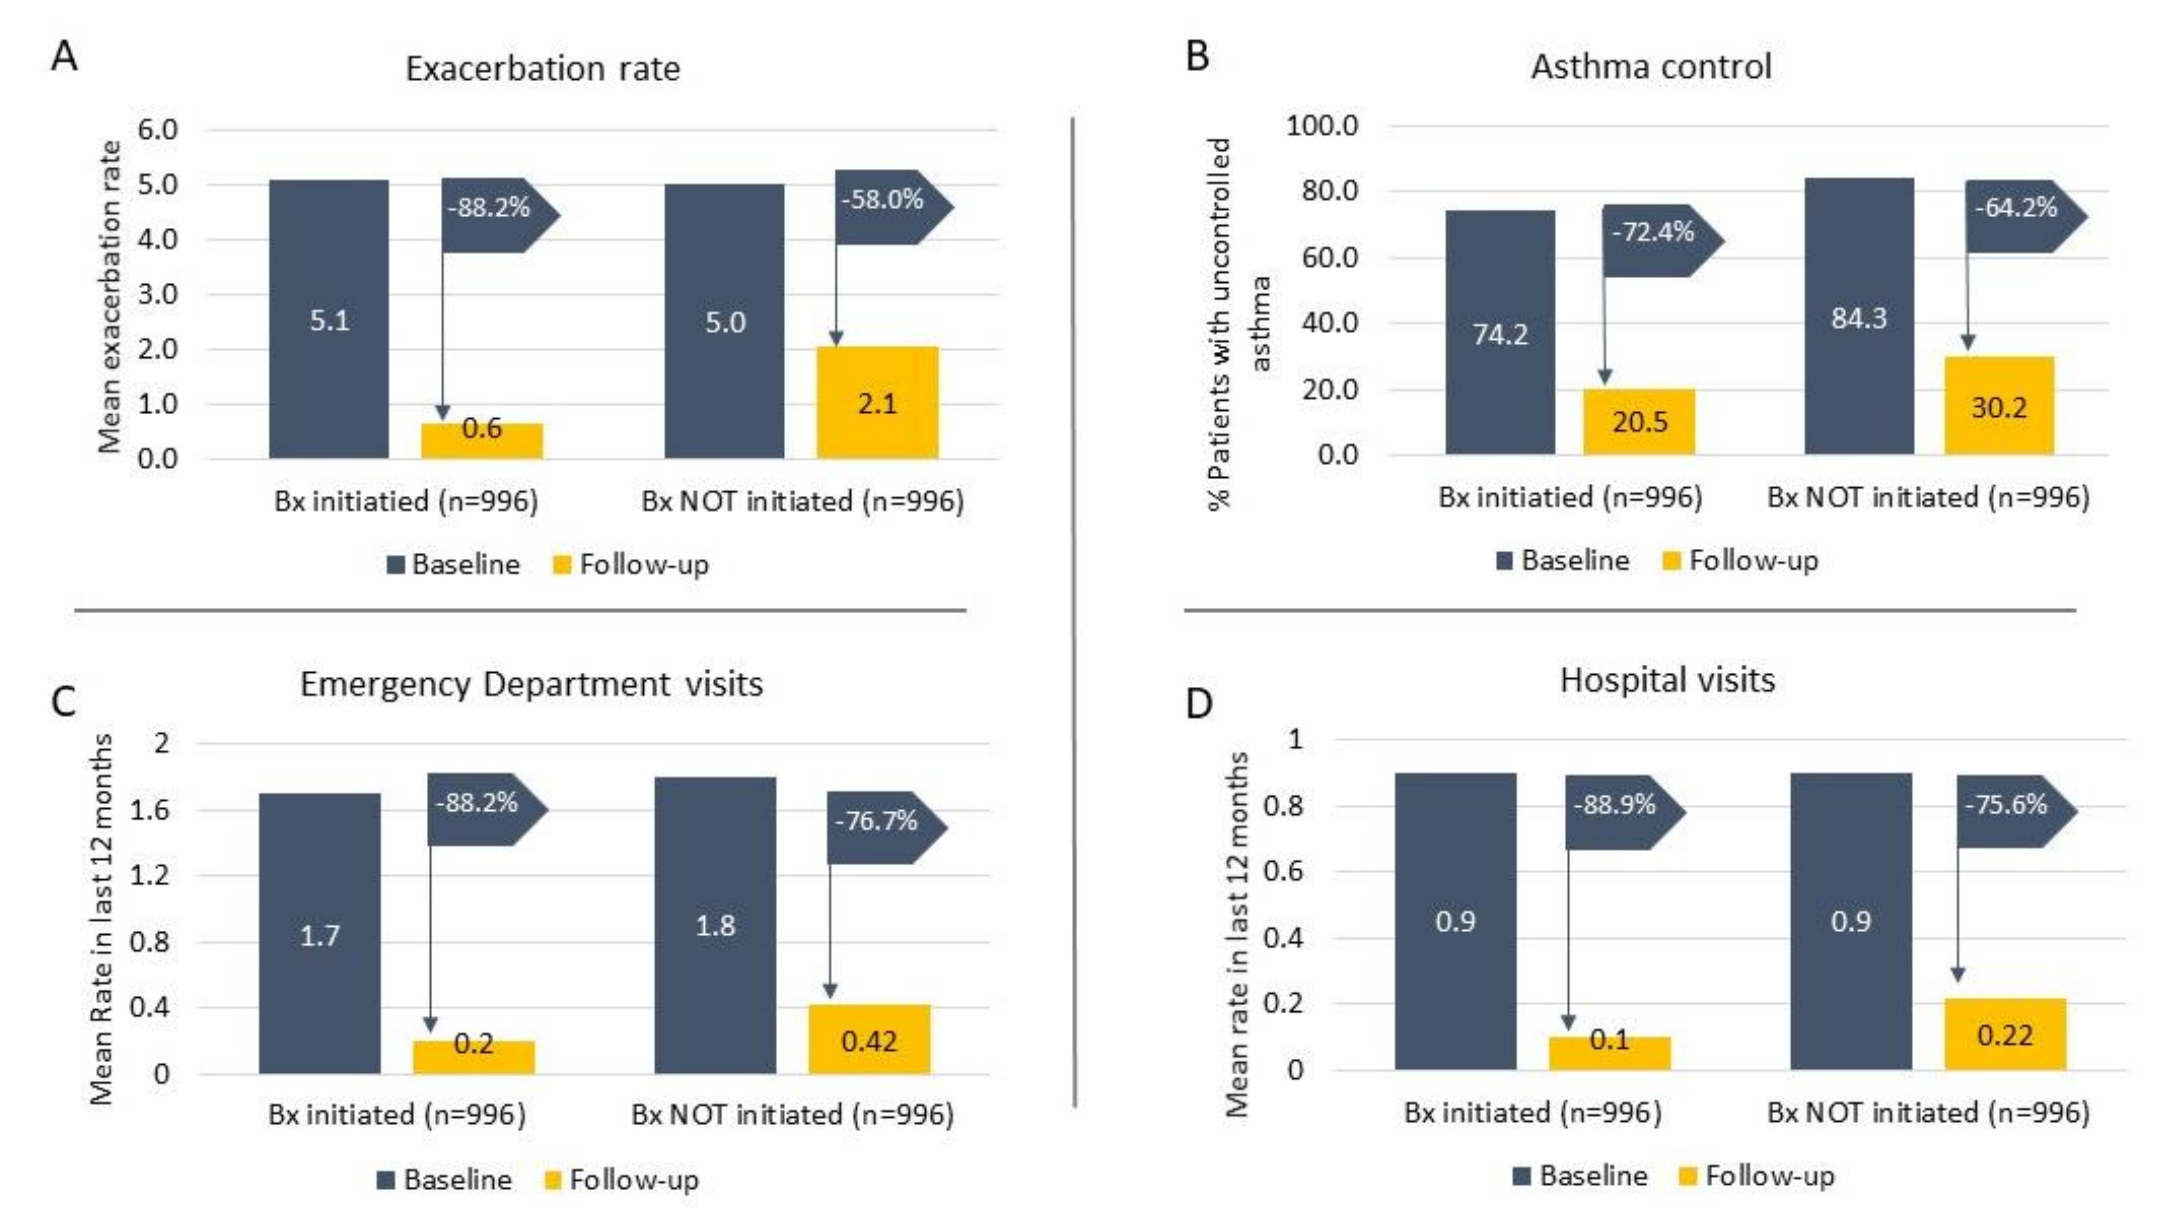 A
Exacerbation rate
Mean exacerbation rate
6.0
5.0
4.0
3.0
2.0
1.0
0.0
-88.2%
-58.0%
5.1
0.6
5.0
2.1
Bx initiatied (n=996)
Bx NOT initiated (n=996)
Baseline
Follow-up
B
Asthma control
% Patients with uncontrolled
asthma
100.0
80.0
60.0
40.0
20.0
0.0
-72.4%
-64.2%
74.2
20.5
84.3
30.2
Bx initiatied (n=996)
Bx NOT initiated (n=996)
Baseline
Follow-up
C
Emergency Department visits
Mean Rate in last 12 months
2
1.6
1.2
0.8
0.4
0
-88.2%
-76.7%
1.7
0.2
1.8
0.42
Bx initiated (n=996)
Bx NOT initiated (n=996)
Baseline
Follow-up
D
Hospital visits
Mean rate in last 12 months
1
0.8
0.6
0.4
0.2
0
-88.9%
-75.6%
0.9
0.1
0.9
0.22
Bx initiated (n=996)
Bx NOT initiated (n=996)
Baseline
Follow-up